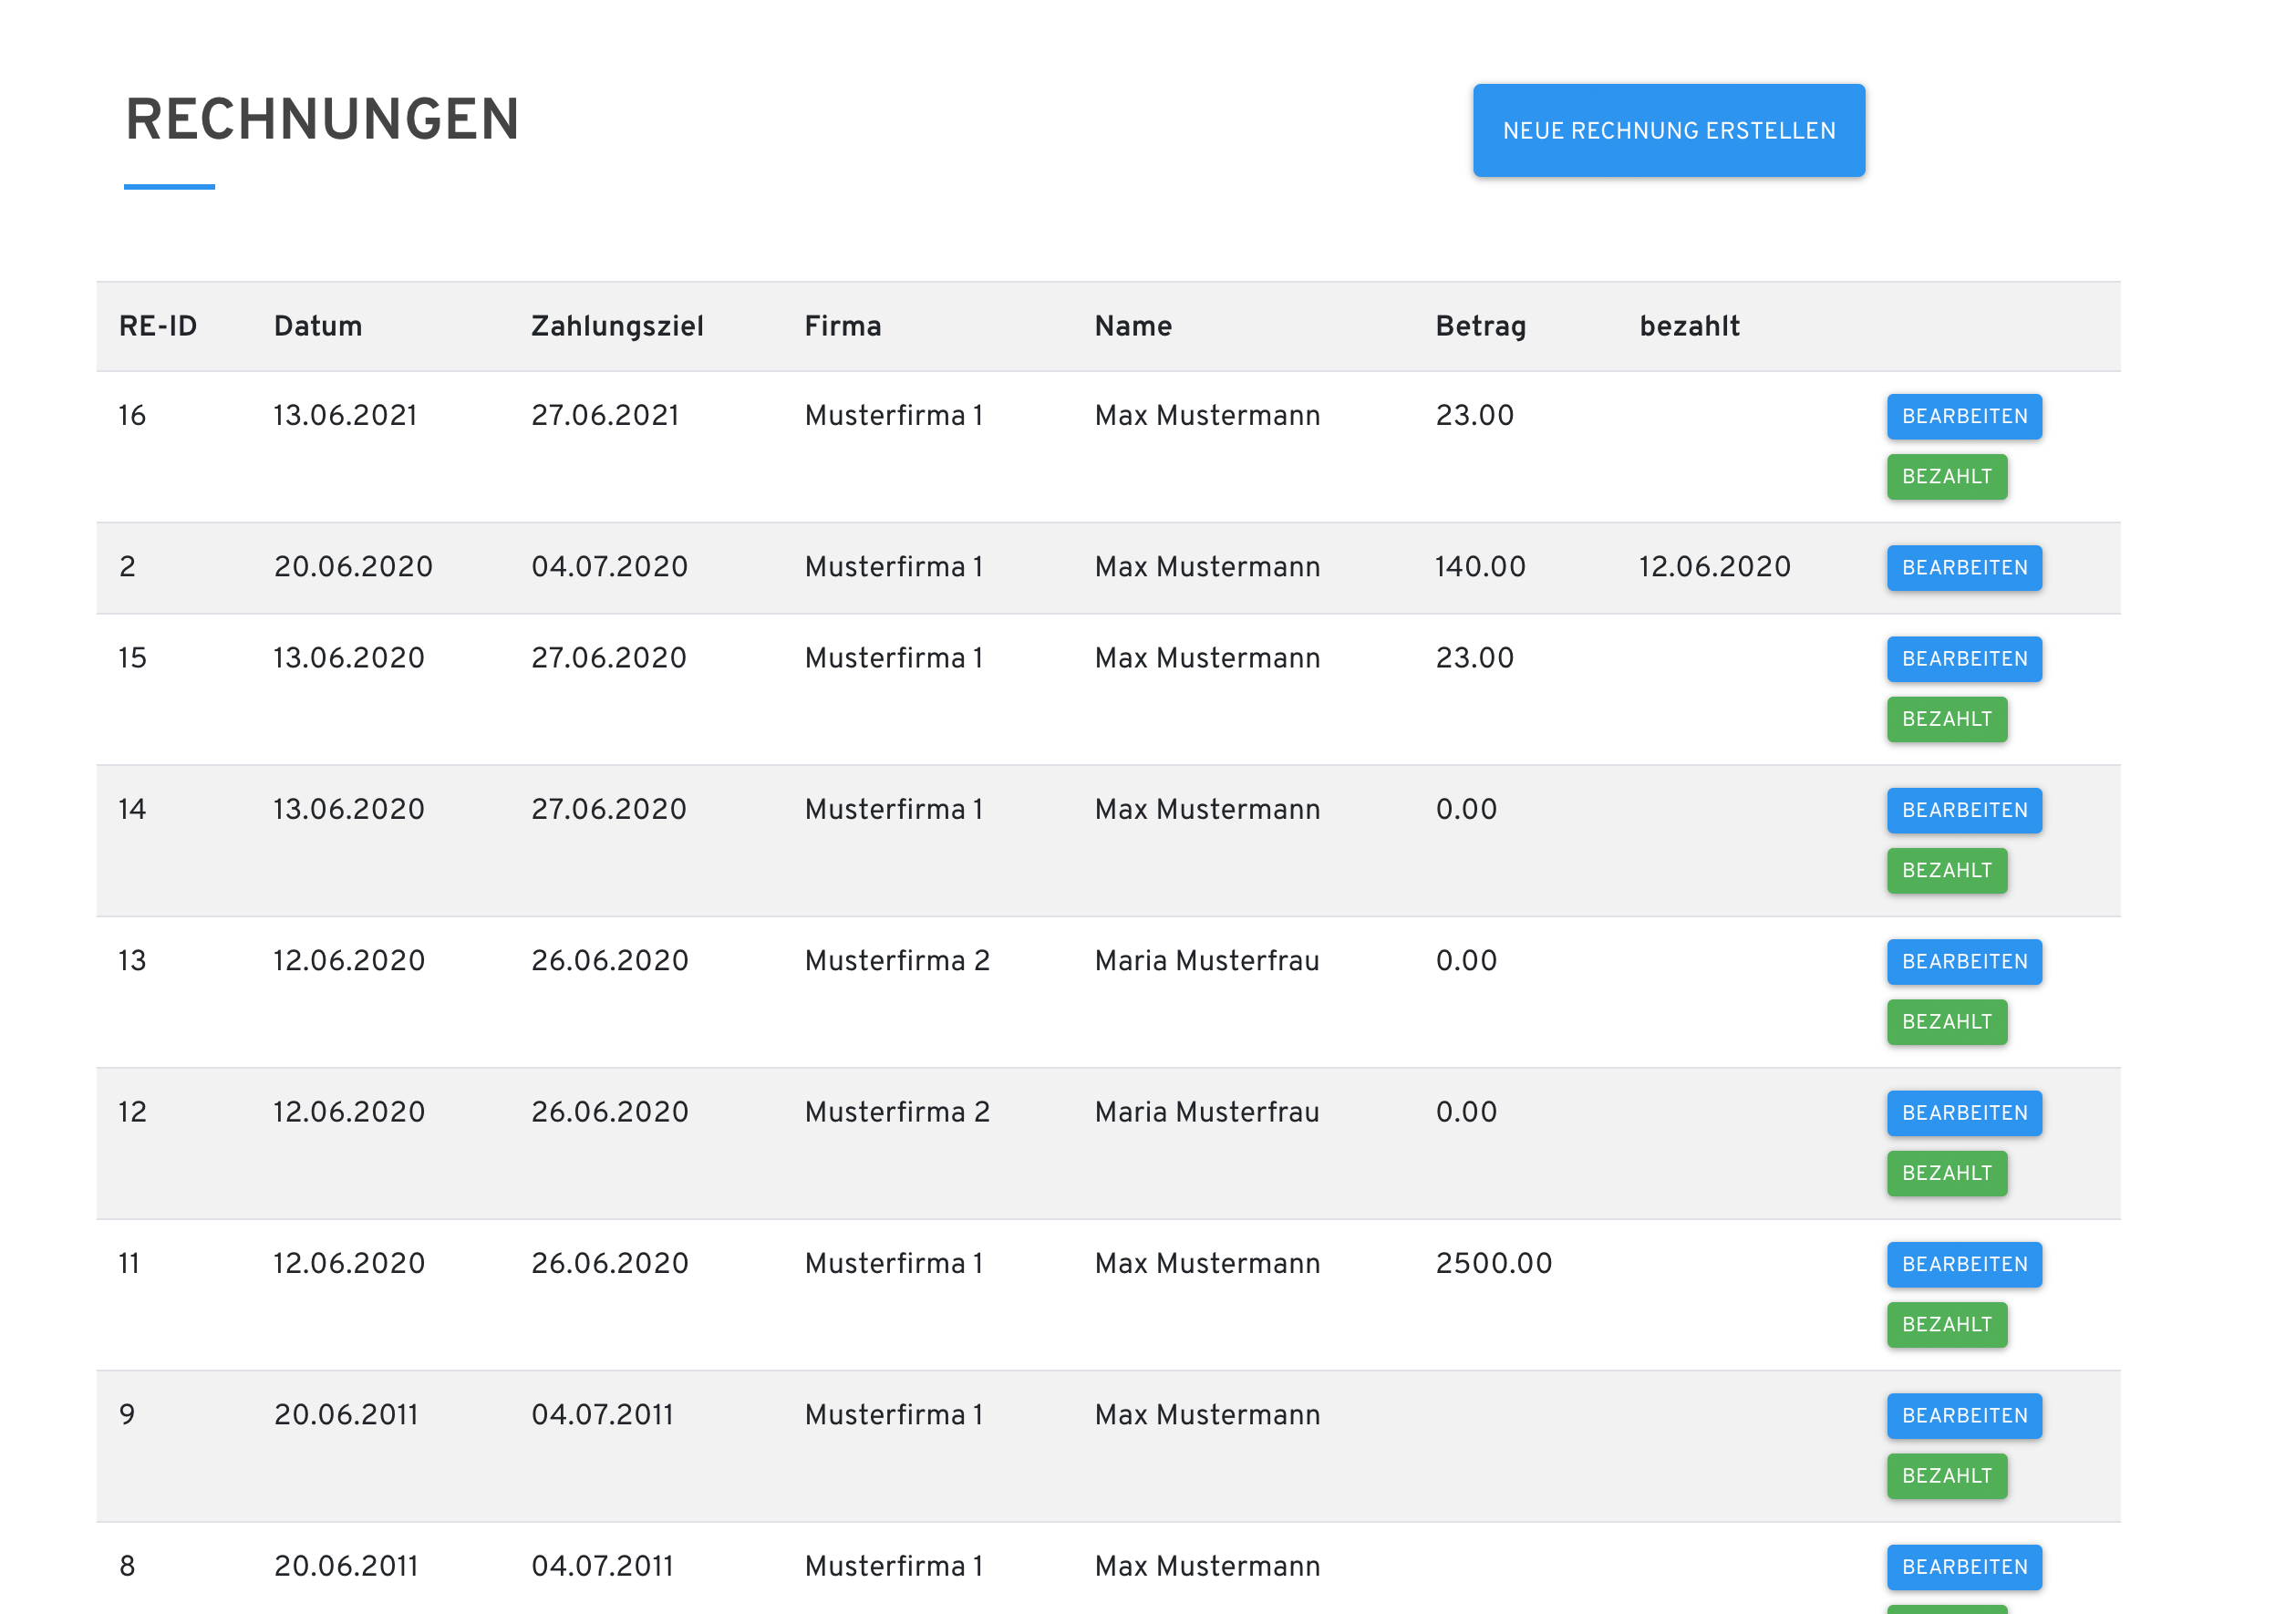 RECHNUNGEN
NEUE RECHNUNG ERSTELLEN
RE-ID Datum Zahlungsziel Firma Name Betrag bezahlt
16 13.06.2021 27.06.2021 Musterfirma 1 Max Mustermann 23.00 BEARBEITEN
BEZAHLT
2 20.06.2020 04.07.2020 Musterfirma 1 Max Mustermann 140.00 12.06.2020 BEARBEITEN
15 13.06.2020 27.06.2020 Musterfirma 1 Max Mustermann 23.00 BEARBEITEN
BEZAHLT
14 13.06.2020 27.06.2020 Musterfirma 1 Max Mustermann 0.00 BEARBEITEN
BEZAHLT
13 12.06.2020 26.06.2020 Musterfirma 2 Maria Musterfrau 0.00 BEARBEITEN
BEZAHLT
12 12.06.2020 26.06.2020 Musterfirma 2 Maria Musterfrau 0.00 BEARBEITEN
BEZAHLT
11 12.06.2020 26.06.2020 Musterfirma 1 Max Mustermann 2500.00 BEARBEITEN
BEZAHLT
9 20.06.2011 04.07.2011 Musterfirma 1 Max Mustermann BEARBEITEN
BEZAHLT
8 20.06.2011 04.07.2011 Musterfirma 1 Max Mustermann BEARBEITEN